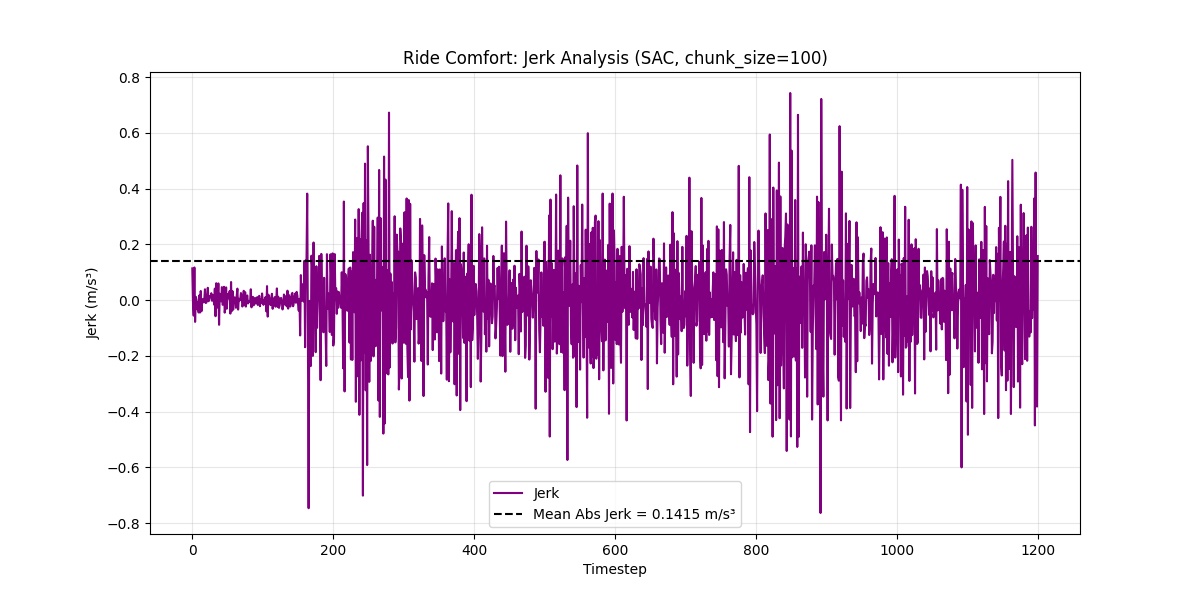 Ride Comfort: Jerk Analysis (SAC, chunk_size=100)
Jerk (m/s³)
0.8
0.6
0.4
0.2
0.0
−0.2
−0.4
−0.6
−0.8
Jerk
Mean Abs Jerk = 0.1415 m/s³
0 200 400 600 800 1000 1200
Timestep